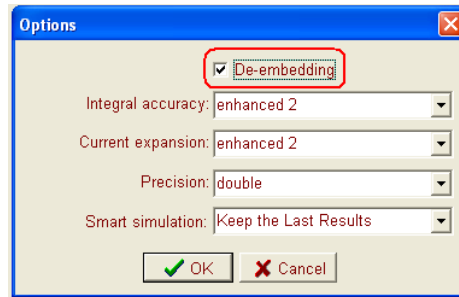 Options
De-embedding
Integral accuracy: enhanced 2
Current expansion: enhanced 2
Precision: double
Smart simulation: Keep the Last Results
OK Cancel